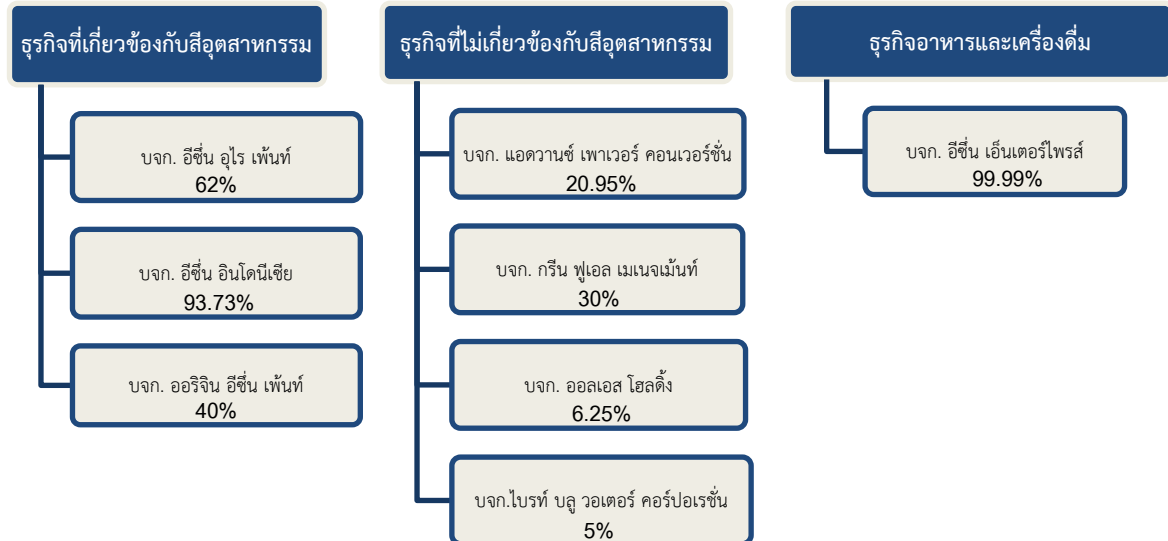 ธุรกิจที่เกี่ยวข้องกับสีอุตสาหกรรม
บจก. อีซึ่น อุไร เพ้นท์
62%
บจก. อีซึ่น อินโดนีเซีย
93.73%
บจก. ออริจิน อีซึ่น เพ้นท์
40%
ธุรกิจที่ไม่เกี่ยวข้องกับสีอุตสาหกรรม
บจก. แอดวานซ์ เพาเวอร์ คอนเวอร์ชั่น
20.95%
บจก. กรีน ฟูเอล เมเนจเม้นท์
30%
บจก. ออลเอส โฮลดิ้ง
6.25%
บจก.ไบรท์ บลู วอเตอร์ คอร์ปอเรชั่น
5%
ธุรกิจอาหารและเครื่องดื่ม
บจก. อีซึ่น เอ็นเตอร์ไพรส์
99.99%